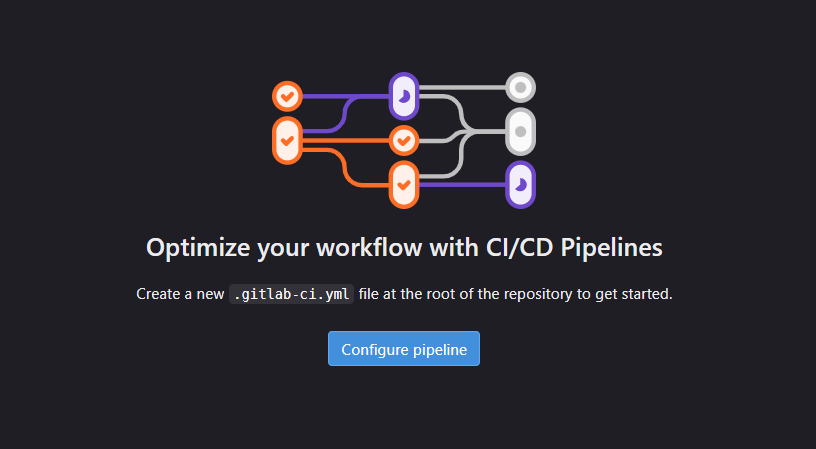 Optimize your workflow with CI/CD Pipelines
Create a new .gitlab-ci.yml file at the root of the repository to get started.
Configure pipeline